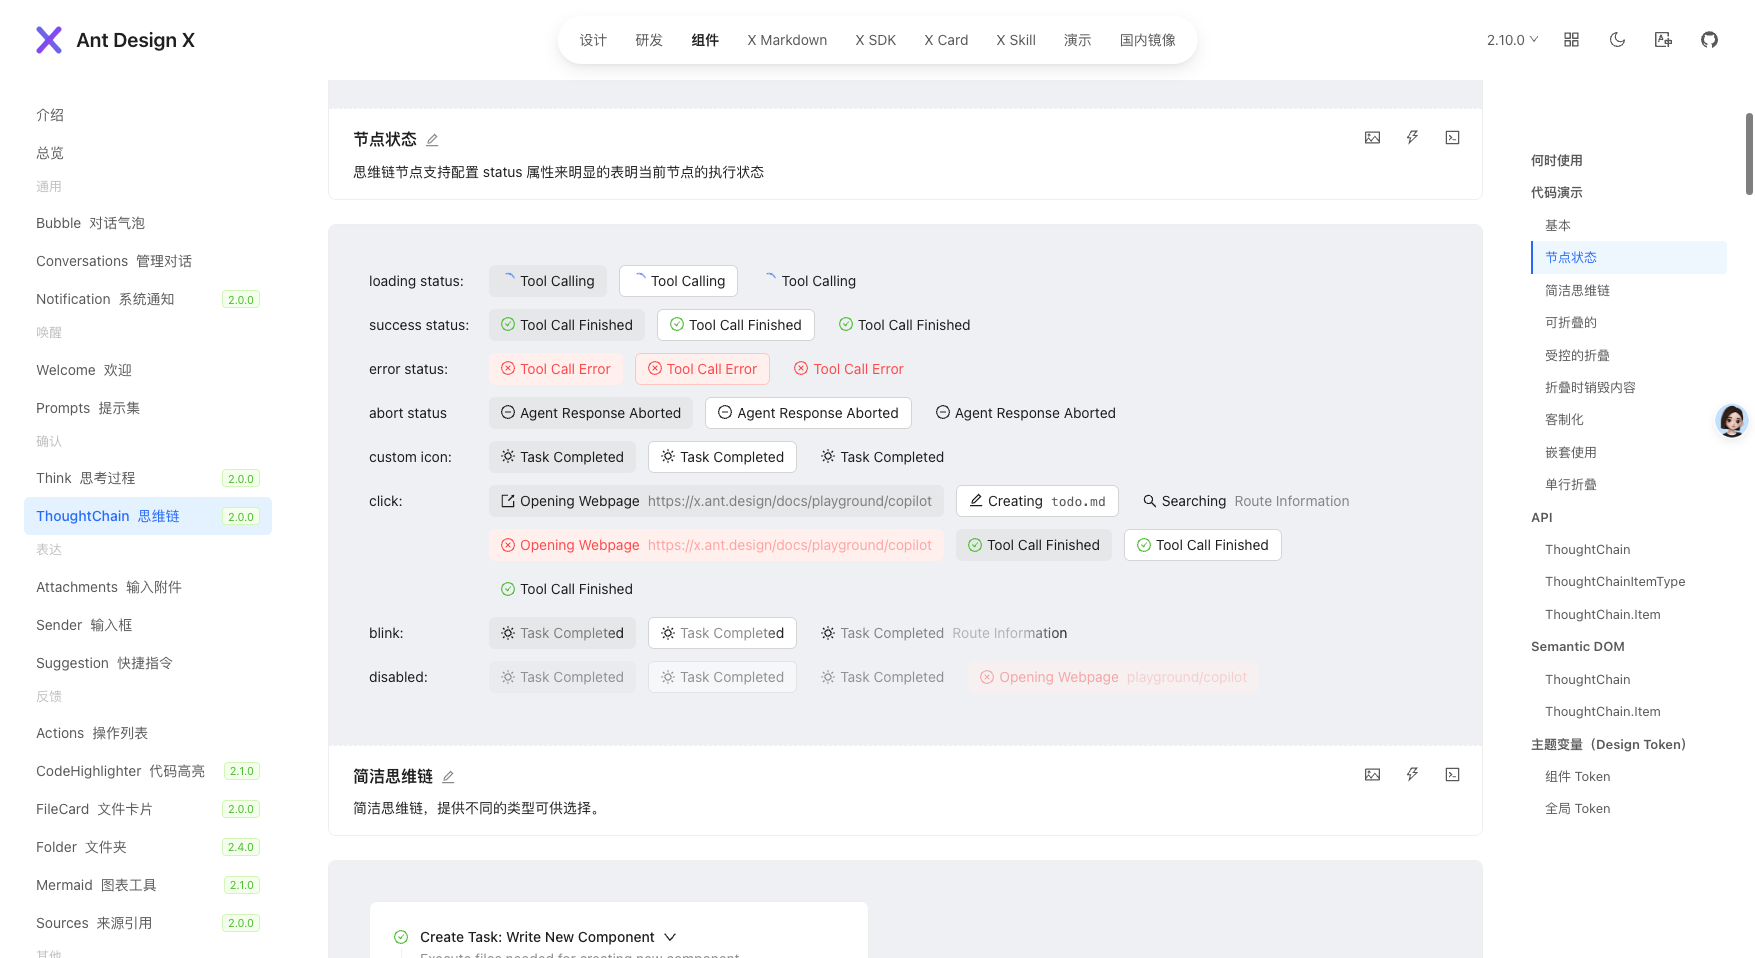 Ant Design X
设计 研发 组件 X Markdown X SDK X Card X Skill 演示 国内镜像
2.10.0
介绍
总览
通用
Bubble 对话气泡
Conversations 管理对话
Notification 系统通知 2.0.0
唤醒
Welcome 欢迎
Prompts 提示集
确认
Think 思考过程 2.0.0
ThoughtChain 思维链 2.0.0
表达
Attachments 输入附件
Sender 输入框
Suggestion 快捷指令
反馈
Actions 操作列表
CodeHighlighter 代码高亮 2.1.0
FileCard 文件卡片 2.0.0
Folder 文件夹 2.4.0
Mermaid 图表工具 2.1.0
Sources 来源引用 2.0.0
其他
节点状态
思维链节点支持配置 status 属性来明显的表明当前节点的执行状态
loading status: Tool Calling Tool Calling Tool Calling
success status: Tool Call Finished Tool Call Finished Tool Call Finished
error status: Tool Call Error Tool Call Error Tool Call Error
abort status Agent Response Aborted Agent Response Aborted Agent Response Aborted
custom icon: Task Completed Task Completed Task Completed
click: Opening Webpage https://x.ant.design/docs/playground/copilot Creating todo.md Searching Route Information
Opening Webpage https://x.ant.design/docs/playground/copilot Tool Call Finished Tool Call Finished
Tool Call Finished
blink: Task Completed Task Completed Task Completed Route Information
disabled: Task Completed Task Completed Task Completed Opening Webpage playground/copilot
简洁思维链
简洁思维链，提供不同的类型可供选择。
Create Task: Write New Component
Execute files needed for creating new component
何时使用
代码演示
基本
节点状态
简洁思维链
可折叠的
受控的折叠
折叠时销毁内容
客制化
嵌套使用
单行折叠
API
ThoughtChain
ThoughtChainItemType
ThoughtChain.Item
Semantic DOM
ThoughtChain
ThoughtChain.Item
主题变量（Design Token）
组件 Token
全局 Token